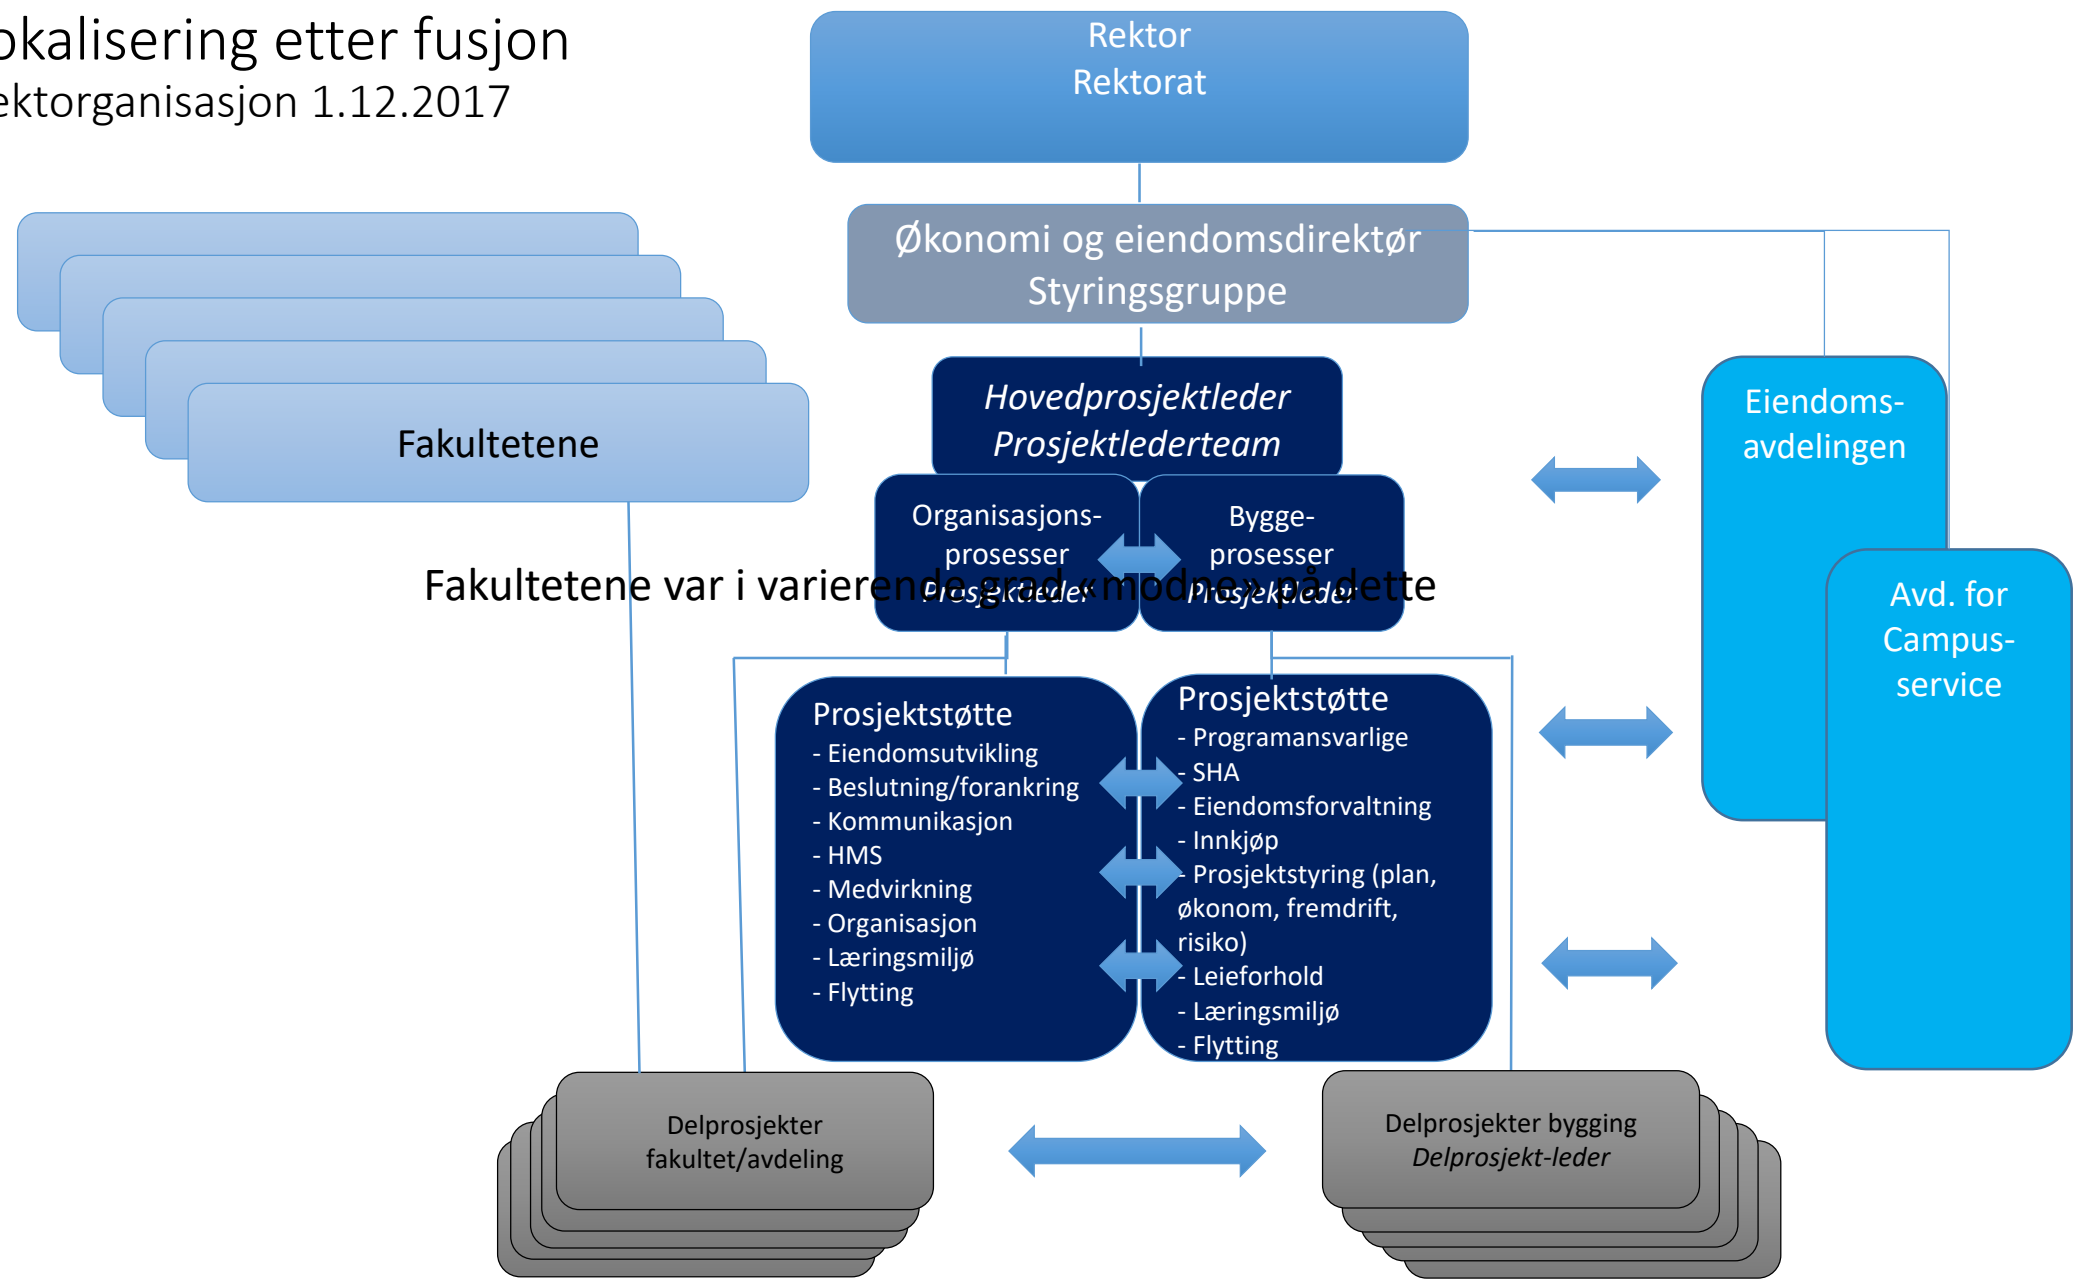 okalisering etter fusjon
ektorganisasjon 1.12.2017
Rektor
Rektorat
Økonomi og eiendomsdirektør
Styringsgruppe
Hovedprosjektleder
Prosjektlederteam
Fakultetene
Organisasjons-
prosesser
Prosjektleder
Bygge-
prosesser
Prosjektleder
Fakultetene var i varierende grad «modne» på dette
Eiendoms-
avdelingen
Avd. for
Campus-
service
Prosjektstøtte
- Eiendomsutvikling
- Beslutning/forankring
- Kommunikasjon
- HMS
- Medvirkning
- Organisasjon
- Læringsmiljø
- Flytting
Prosjektstøtte
- Programansvarlige
- SHA
- Eiendomsforvaltning
- Innkjøp
- Prosjektstyring (plan,
økonom, fremdrift,
risiko)
- Leieforhold
- Læringsmiljø
- Flytting
Delprosjekter
fakultet/avdeling
Delprosjekter bygging
Delprosjekt-leder